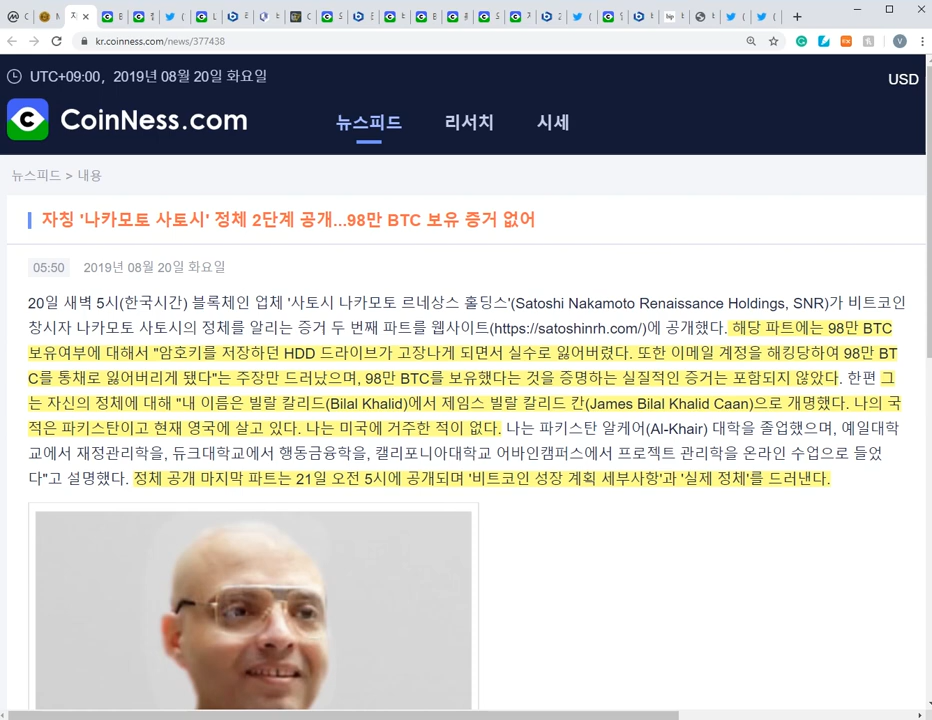 kr.coinness.com/news/377438
UTC+09:00, 2019년 08월 20일 화요일
USD
CoinNess.com
뉴스피드 리서치 시세
뉴스피드 > 내용
자칭 '나카모토 사토시' 정체 2단계 공개...98만 BTC 보유 증거 없어
05:50 2019년 08월 20일 화요일
20일 새벽 5시(한국시간) 블록체인 업체 '사토시 나카모토 르네상스 홀딩스'(Satoshi Nakamoto Renaissance Holdings, SNR)가 비트코인
창시자 나카모토 사토시의 정체를 알리는 증거 두 번째 파트를 웹사이트(https://satoshinrh.com/)에 공개했다. 해당 파트에는 98만 BTC
보유여부에 대해서 "암호키를 저장하던 HDD 드라이브가 고장나게 되면서 실수로 잃어버렸다. 또한 이메일 계정을 해킹당하여 98만 BT
C를 통채로 잃어버리게 됐다"는 주장만 드러났으며, 98만 BTC를 보유했다는 것을 증명하는 실질적인 증거는 포함되지 않았다. 한편 그
는 자신의 정체에 대해 "내 이름은 빌랄 칼리드(Bilal Khalid)에서 제임스 빌랄 칼리드 칸(James Bilal Khalid Caan)으로 개명했다. 나의 국
적은 파키스탄이고 현재 영국에 살고 있다. 나는 미국에 거주한 적이 없다. 나는 파키스탄 알케어(Al-Khair) 대학을 졸업했으며, 예일대학
교에서 재정관리학을, 듀크대학교에서 행동금융학을, 캘리포니아대학교 어바인캠퍼스에서 프로젝트 관리학을 온라인 수업으로 들었
다"고 설명했다. 정체 공개 마지막 파트는 21일 오전 5시에 공개되며 '비트코인 성장 계획 세부사항'과 '실제 정체'를 드러낸다.